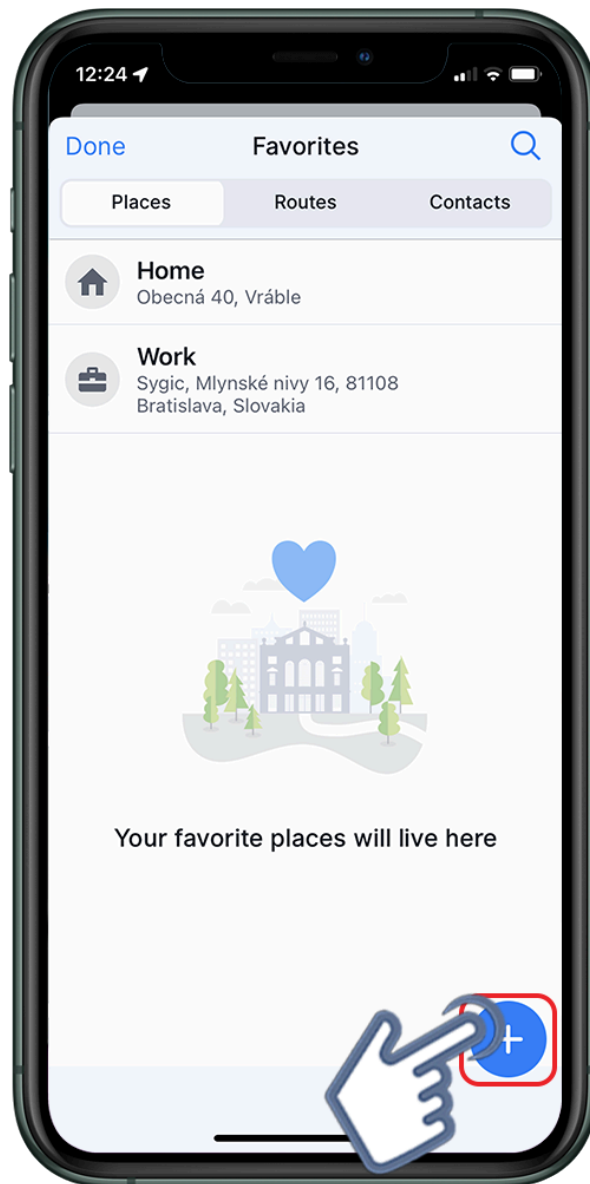 12:24
Done
Favorites
Places
Routes
Contacts
Home
Obecná 40, Vráble
Work
Sygic, Mlynské nivy 16, 81108
Bratislava, Slovakia
Your favorite places will live here
+